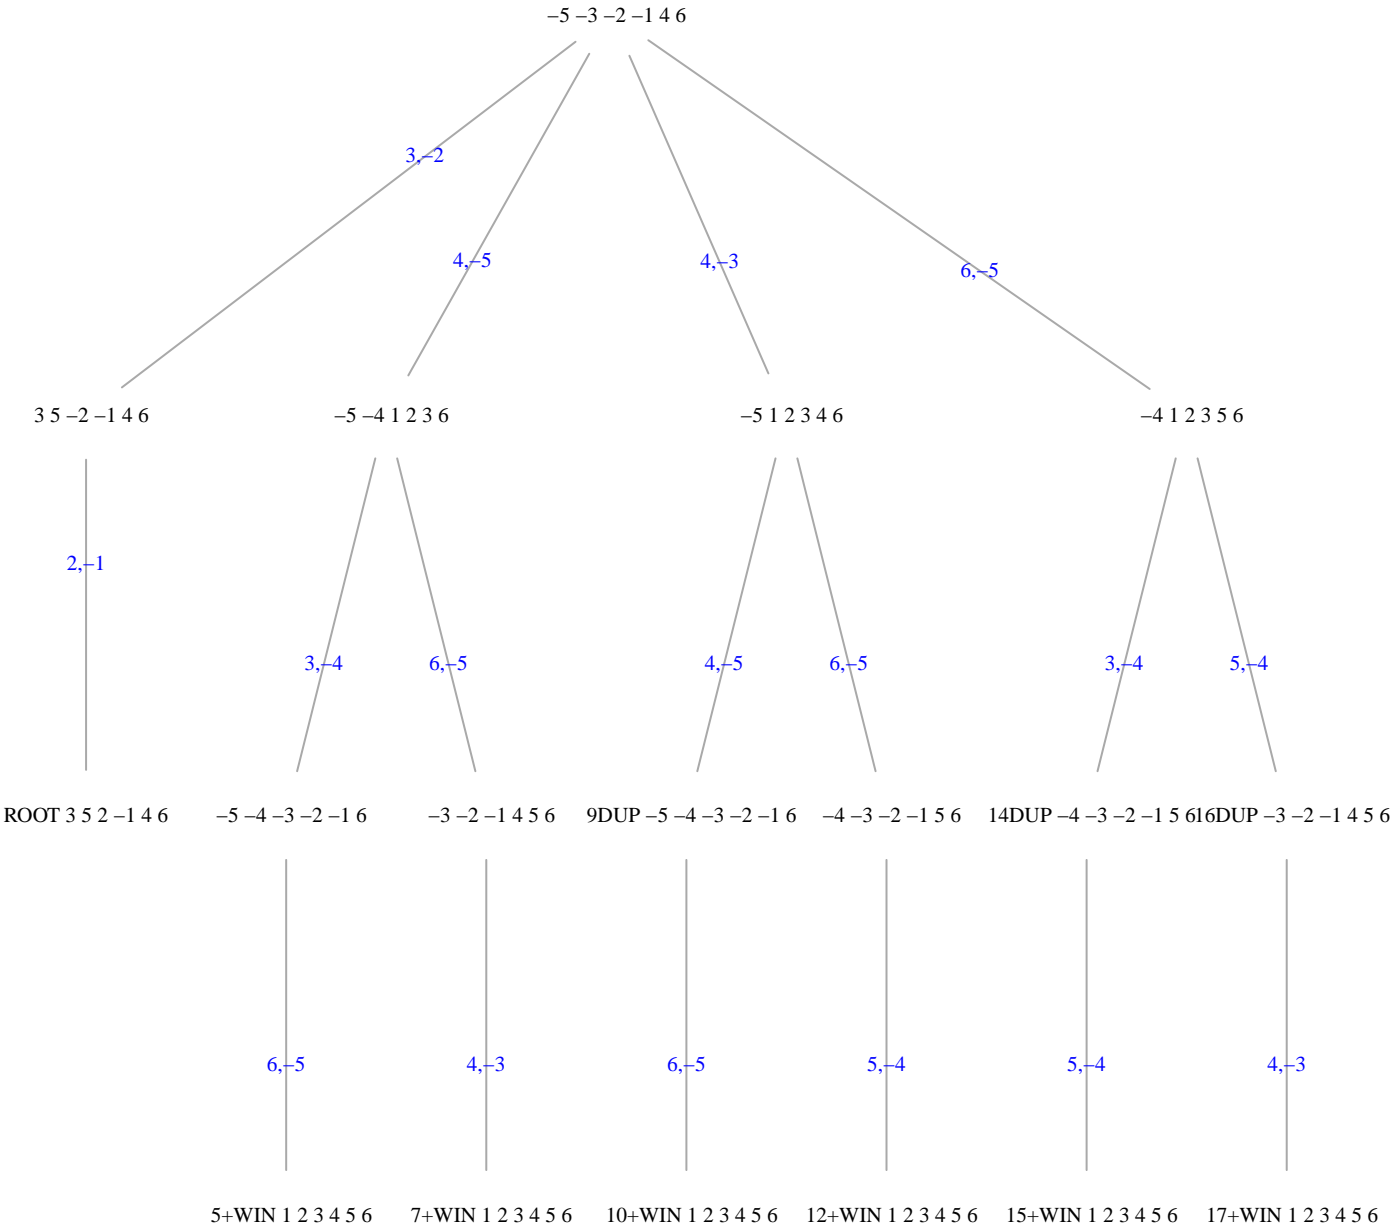 −5 −3 −2 −1 4 6
3,−2
4,−5
4,−3
6,−5
3 5 −2 −1 4 6
−5 −4 1 2 3 6
−5 1 2 3 4 6
−4 1 2 3 5 6
2,−1
3,−4
6,−5
4,−5
6,−5
3,−4
5,−4
ROOT 3 5 2 −1 4 6
−5 −4 −3 −2 −1 6
−3 −2 −1 4 5 6
9DUP −5 −4 −3 −2 −1 6
−4 −3 −2 −1 5 6
14DUP −4 −3 −2 −1 5 6
16DUP −3 −2 −1 4 5 6
6,−5
4,−3
6,−5
5,−4
5,−4
4,−3
5+WIN 1 2 3 4 5 6
7+WIN 1 2 3 4 5 6
10+WIN 1 2 3 4 5 6
12+WIN 1 2 3 4 5 6
15+WIN 1 2 3 4 5 6
17+WIN 1 2 3 4 5 6